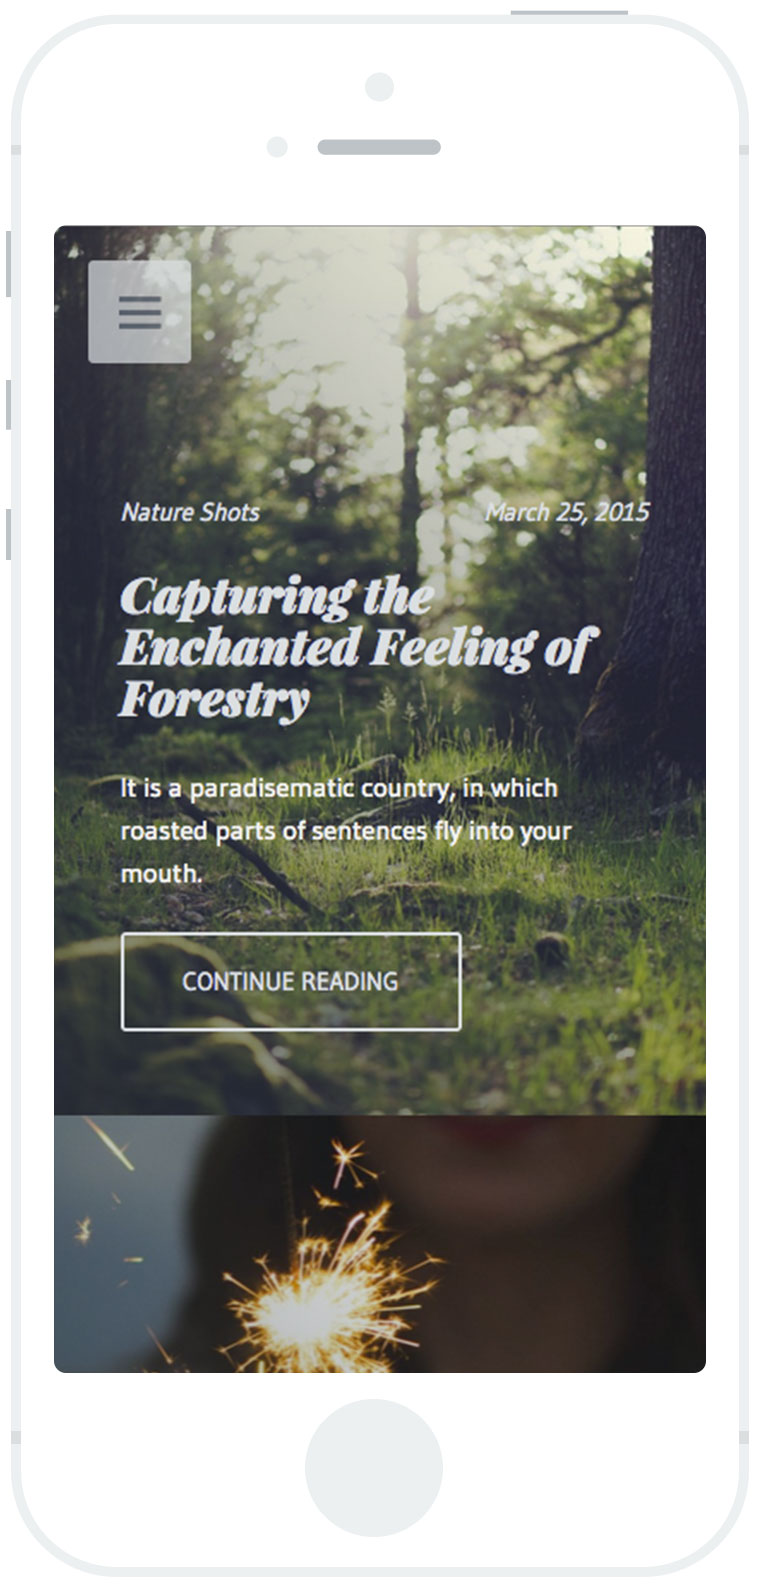 Nature Shots March 25, 2015
Capturing the
Enchanted Feeling of
Forestry
It is a paradisematic country, in which
roasted parts of sentences fly into your
mouth.
CONTINUE READING